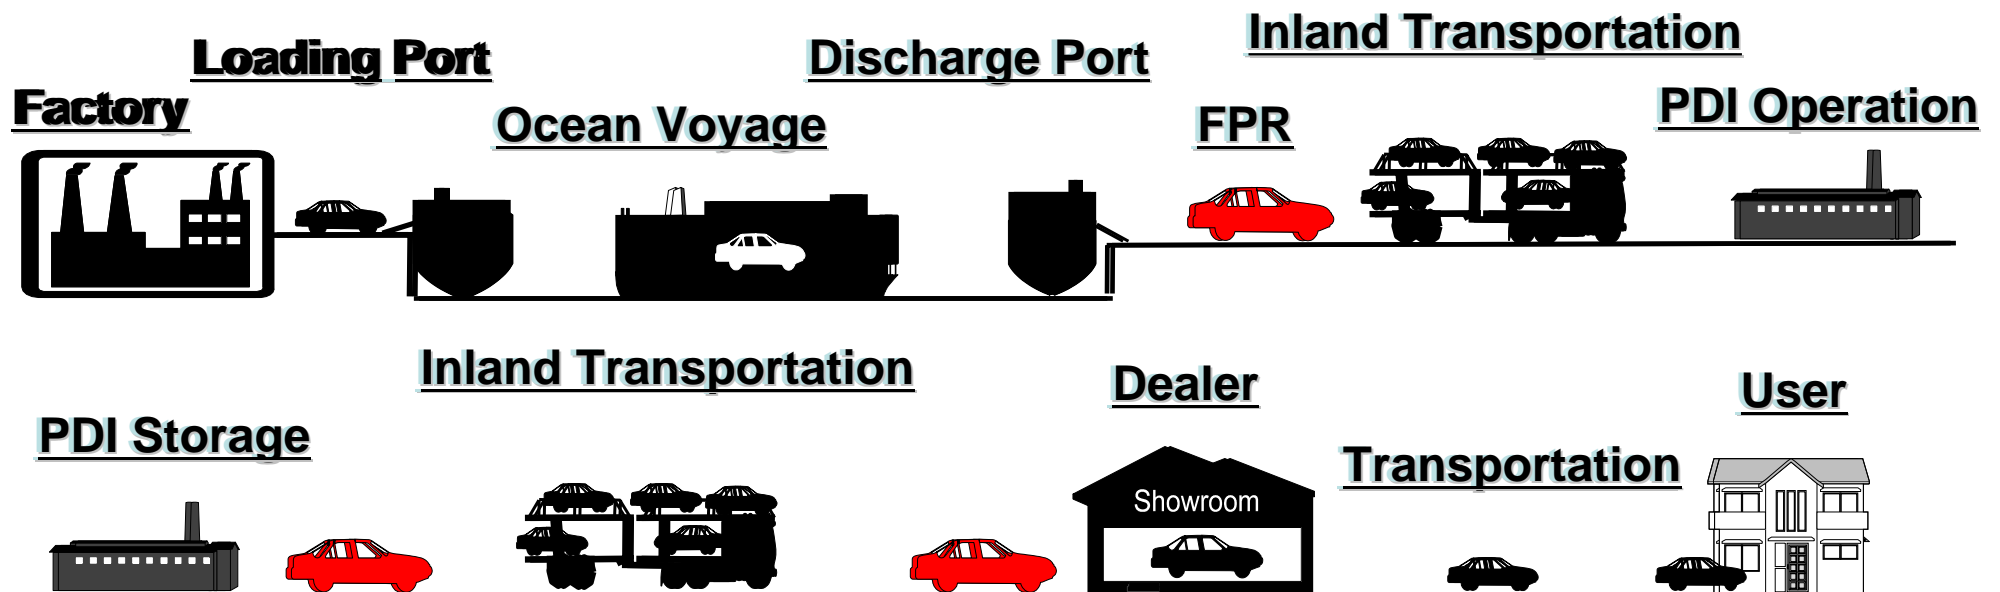 Factory
Loading Port
Ocean Voyage
Discharge Port
FPR
Inland Transportation
PDI Operation
PDI Storage
Inland Transportation
Dealer
Showroom
Transportation
User